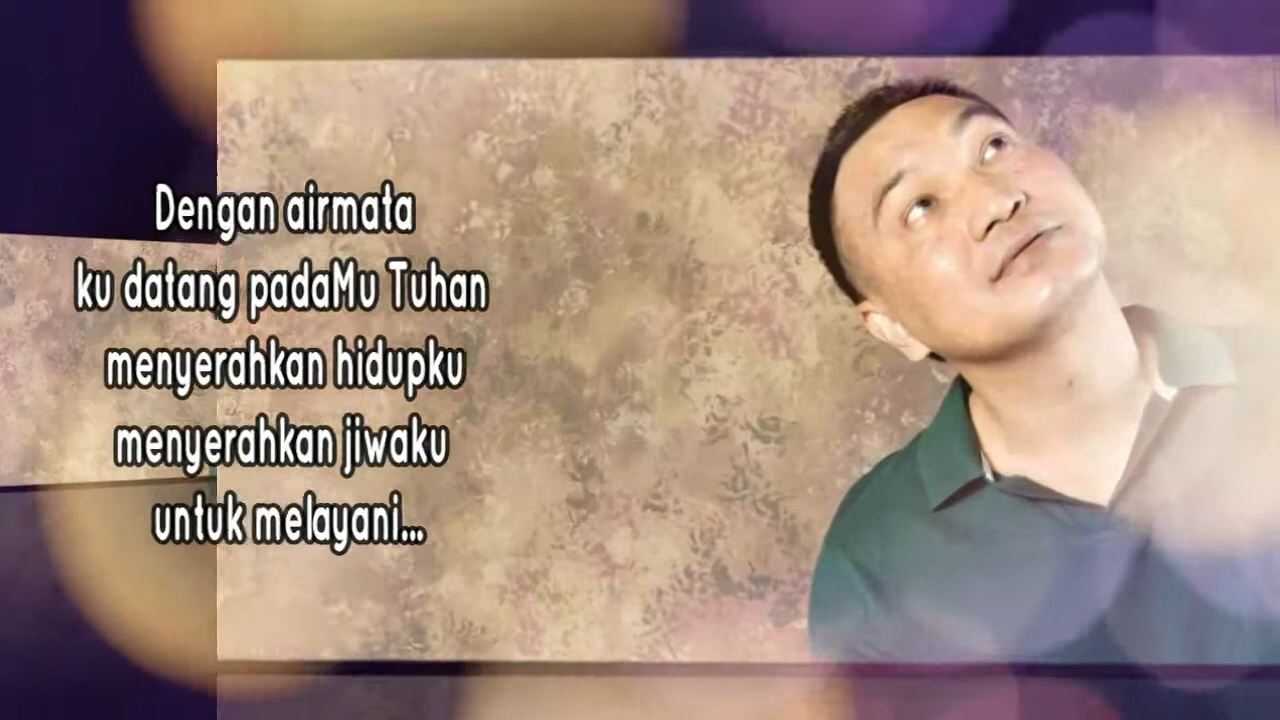 Dengan airmata
ku datang padaMu Tuhan
menyerahkan hidupku
menyerahkan jiwaku
untuk melayani...